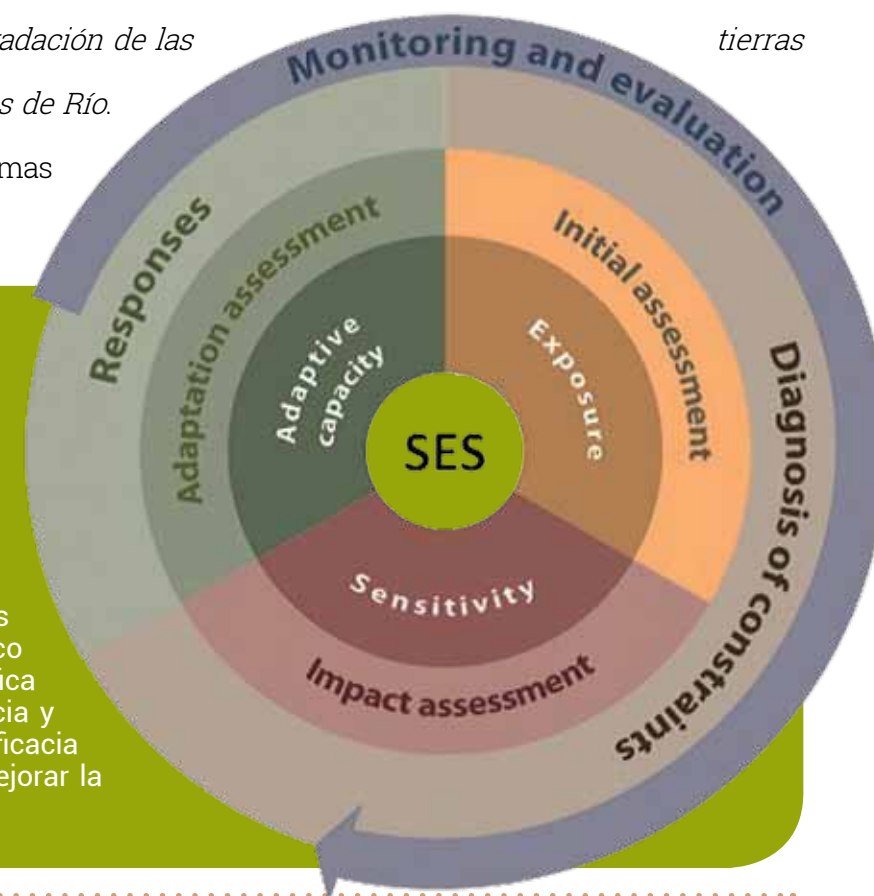 adación de las tierras
s de Río.
mas
Monitoring and evaluation
Responses
Adaptation assessment
Adaptive
capacity
Initial assessment
Exposure
Diagnosis of constraints
SES
Sensitivity
Impact assessment
s
co
ica
cia y
ficacia
ejorar la